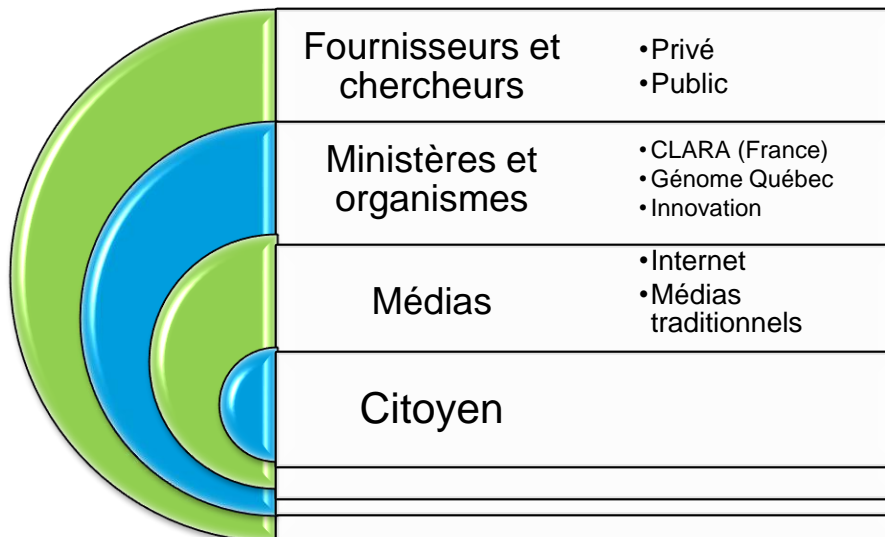 Fournisseurs et
chercheurs
•Privé
•Public
Ministères et
organismes
•CLARA (France)
•Génome Québec
•Innovation
Médias
•Internet
•Médias
traditionnels
Citoyen